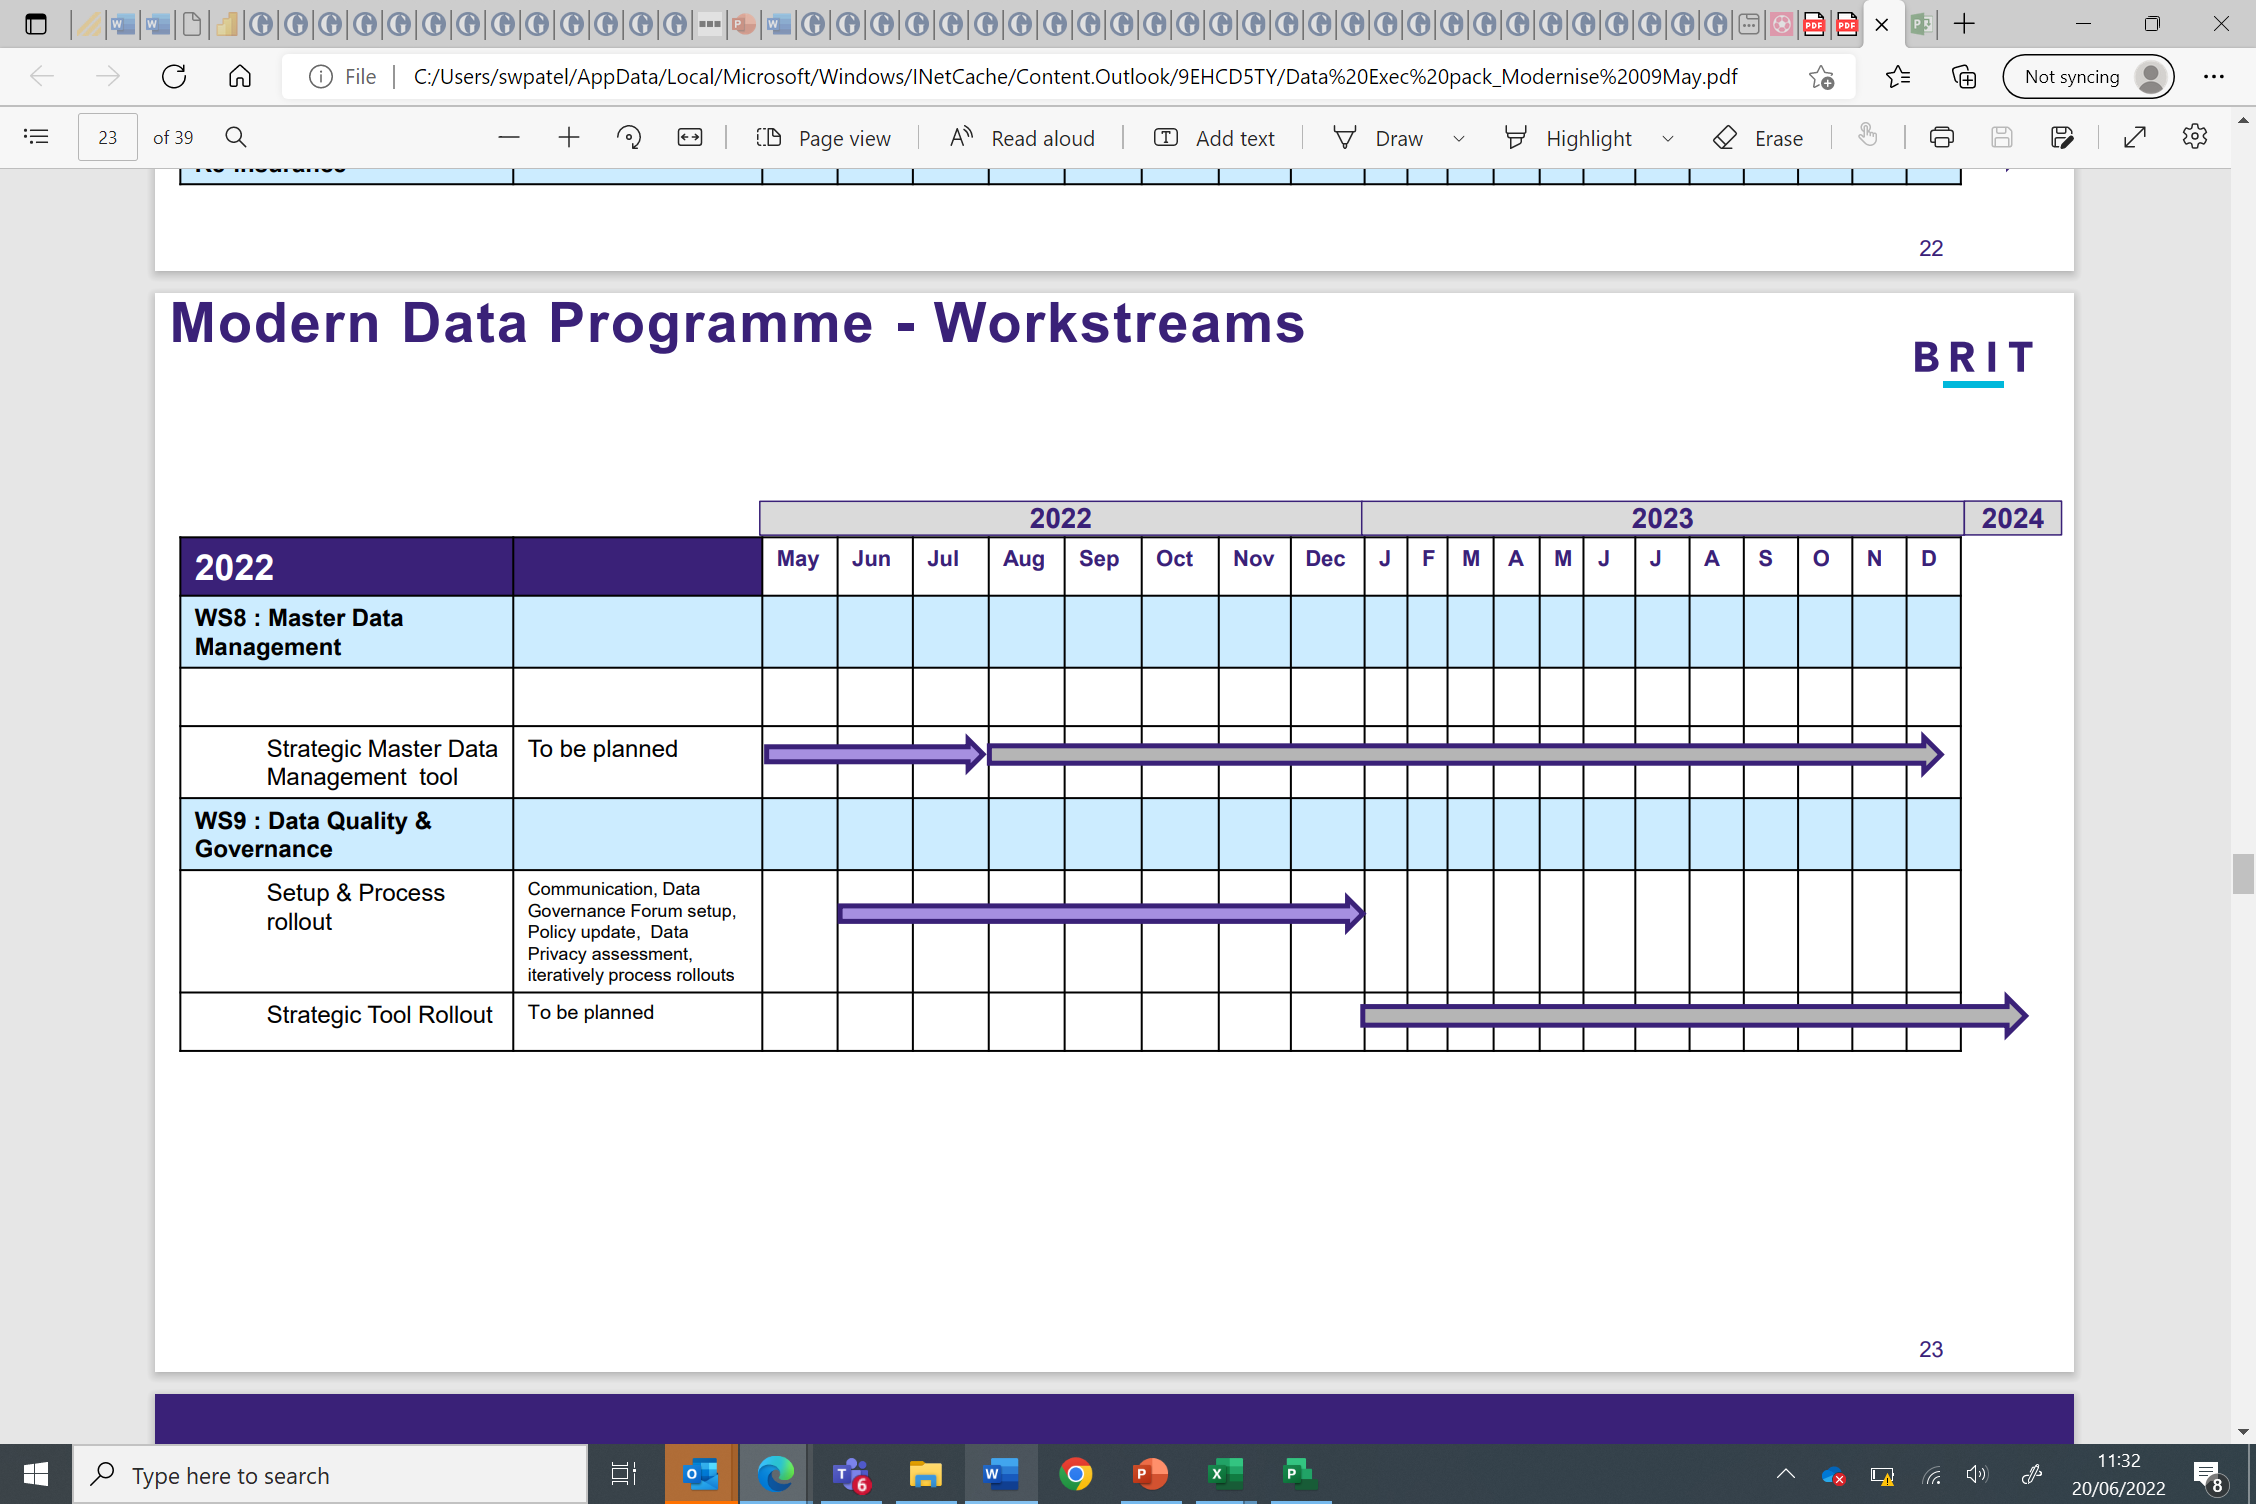 File
C:/Users/swpatel/AppData/Local/Microsoft/Windows/INetCache/Content.Outlook/9EHCD5TY/Data%20Exec%20pack_Modernise%2009May.pdf
Not syncing
23
of 39
Page view
Read aloud
Add text
Draw
Highlight
Erase
22
Modern Data Programme - Workstreams
BRIT
2022 2023 2024
2022 May Jun Jul Aug Sep Oct Nov Dec J F M A M J J A S O N D
WS8 : Master Data
Management
Strategic Master Data
Management tool
To be planned
WS9 : Data Quality &
Governance
Setup & Process
rollout
Communication, Data
Governance Forum setup,
Policy update, Data
Privacy assessment,
iteratively process rollouts
Strategic Tool Rollout
To be planned
23
Type here to search
6
11:32
20/06/2022
8